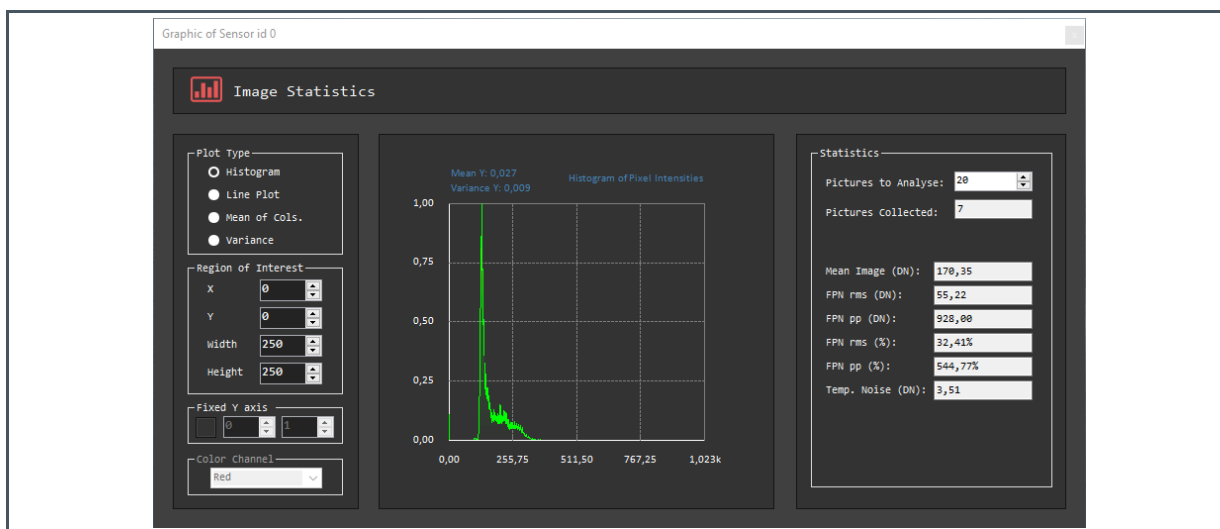 Graphic of Sensor id 0
x
Image Statistics
Plot Type
Histogram
Line Plot
Mean of Cols.
Variance
Region of Interest
X 0
Y 0
Width 250
Height 250
Fixed Y axis
0 1
Color Channel
Red
Mean Y: 0,027
Variance Y: 0,009
Histogram of Pixel Intensities
1,00
0,75
0,50
0,25
0,00
0,00 255,75 511,50 767,25 1,023k
Statistics
Pictures to Analyse: 20
Pictures Collected: 7
Mean Image (DN): 170,35
FPN rms (DN): 55,22
FPN pp (DN): 928,00
FPN rms (%): 32,41%
FPN pp (%): 544,77%
Temp. Noise (DN): 3,51